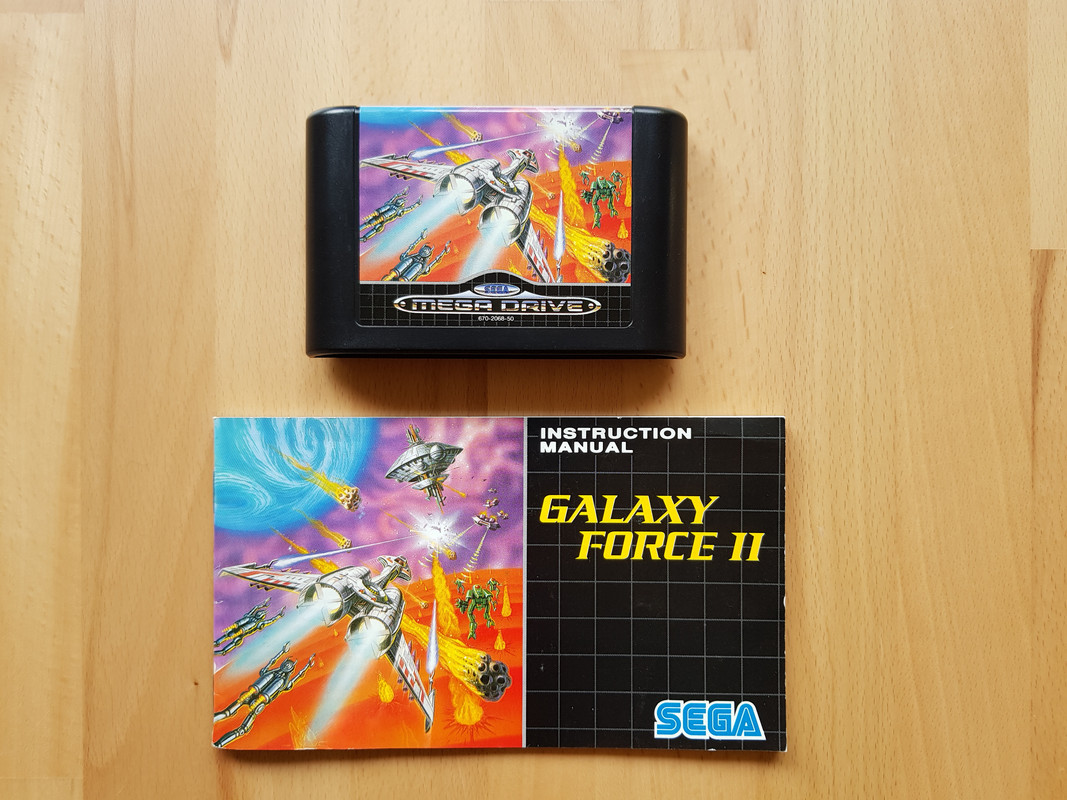 SEGA
MEGA DRIVE
670-2068-50
INSTRUCTION
MANUAL
GALAXY
FORCE II
SEGA